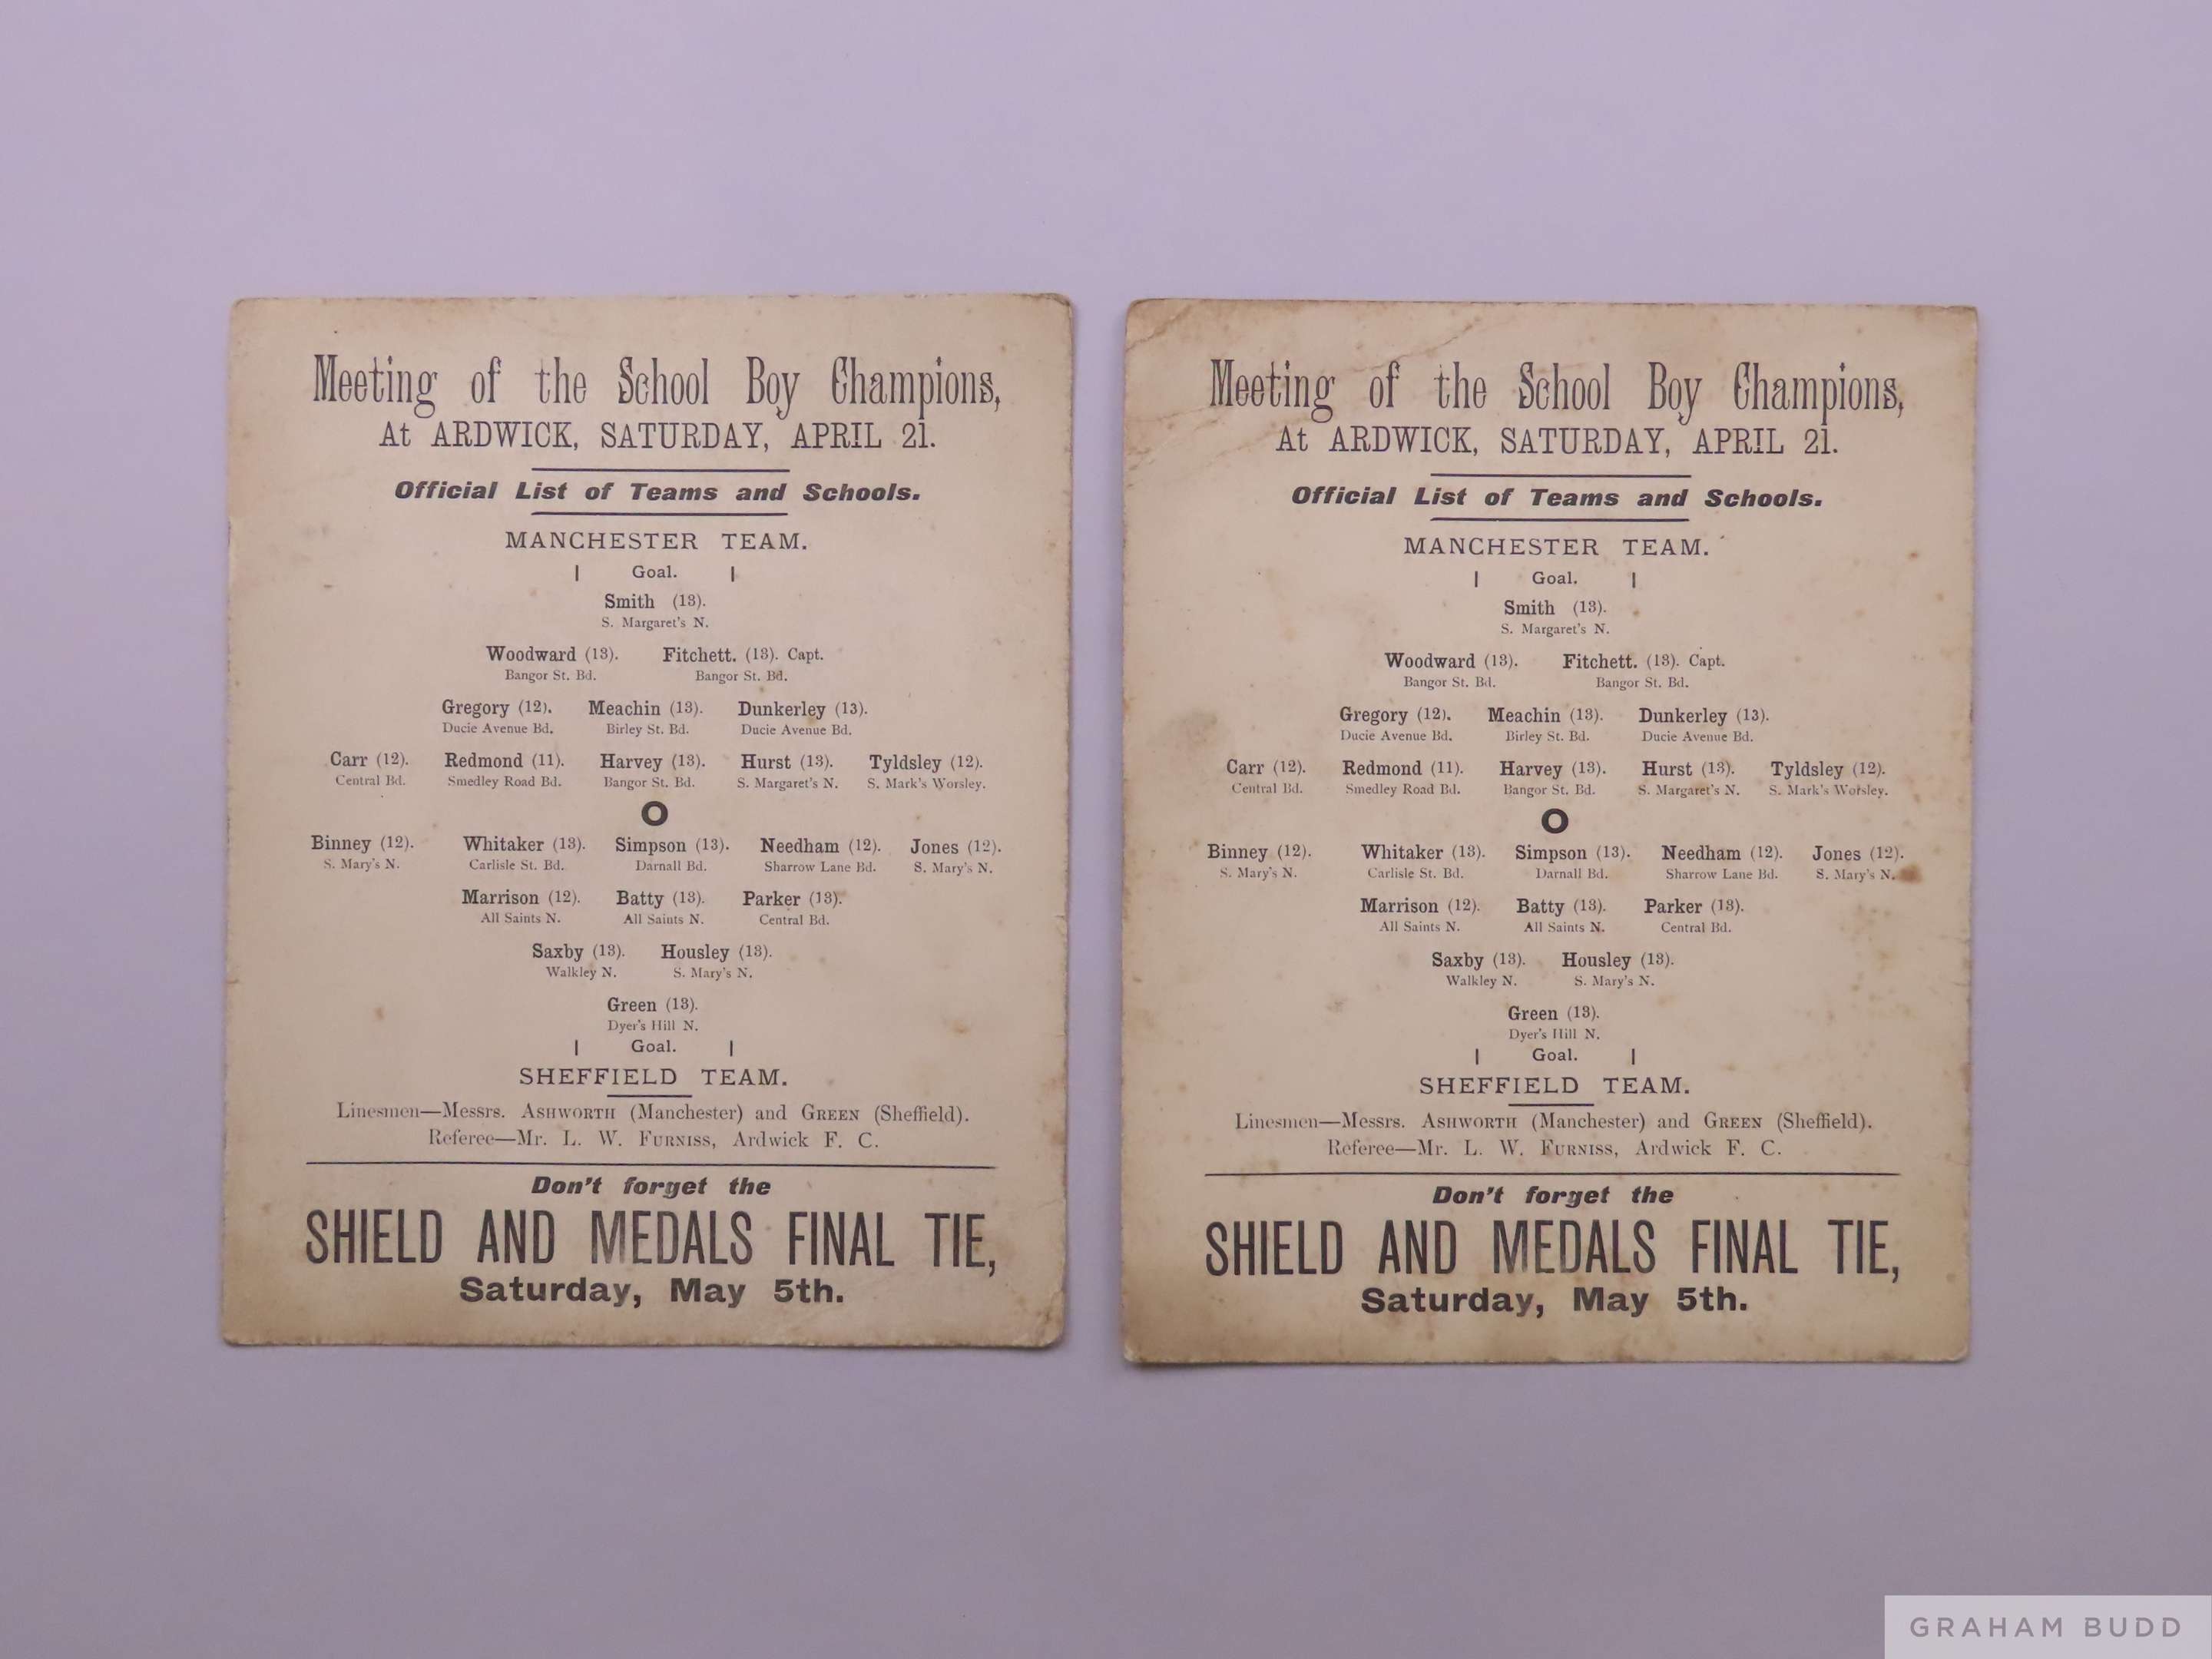 Meeting of the School Boy Champions,
At ARDWICK, SATURDAY, APRIL 21.
Official List of Teams and Schools.
MANCHESTER TEAM.
| Goal. |
Smith (13).
S. Margaret's N.
Woodward (13). Fitchett. (13). Capt.
Bangor St. Bd. Bangor St. Bd.
Gregory (12). Meachin (13). Dunkerley (13).
Ducie Avenue Bd. Birley St. Bd. Ducie Avenue Bd.
Carr (12). Redmond (11). Harvey (13). Hurst (13). Tyldsley (12).
Central Bd. Smedley Road Bd. Bangor St. Bd. S. Margaret's N. S. Mark's Worsley.
O
Binney (12). Whitaker (13). Simpson (13). Needham (12). Jones (12).
S. Mary's N. Carlisle St. Bd. Darnall Bd. Sharrow Lane Bd. S. Mary's N.
Marrison (12). Batty (13). Parker (13).
All Saints N. All Saints N. Central Bd.
Saxby (13). Housley (13).
Walkley N. S. Mary's N.
Green (13).
Dyer's Hill N.
| Goal. |
SHEFFIELD TEAM.
Linesmen—Messrs. ASHWORTH (Manchester) and GREEN (Sheffield).
Referee—Mr. L. W. FURNISS, Ardwick F. C.
Don't forget the
SHIELD AND MEDALS FINAL TIE,
Saturday, May 5th.
Meeting of the School Boy Champions,
At ARDWICK, SATURDAY, APRIL 21.
Official List of Teams and Schools.
MANCHESTER TEAM.
| Goal. |
Smith (13).
S. Margaret's N.
Woodward (13). Fitchett. (13). Capt.
Bangor St. Bd. Bangor St. Bd.
Gregory (12). Meachin (13). Dunkerley (13).
Ducie Avenue Bd. Birley St. Bd. Ducie Avenue Bd.
Carr (12). Redmond (11). Harvey (13). Hurst (13). Tyldsley (12).
Central Bd. Smedley Road Bd. Bangor St. Bd. S. Margaret's N. S. Mark's Worsley.
O
Binney (12). Whitaker (13). Simpson (13). Needham (12). Jones (12).
S. Mary's N. Carlisle St. Bd. Darnall Bd. Sharrow Lane Bd. S. Mary's N.
Marrison (12). Batty (13). Parker (13).
All Saints N. All Saints N. Central Bd.
Saxby (13). Housley (13).
Walkley N. S. Mary's N.
Green (13).
Dyer's Hill N.
| Goal. |
SHEFFIELD TEAM.
Linesmen—Messrs. ASHWORTH (Manchester) and GREEN (Sheffield).
Referee—Mr. L. W. FURNISS, Ardwick F. C.
Don't forget the
SHIELD AND MEDALS FINAL TIE,
Saturday, May 5th.
GRAHAM BUDD